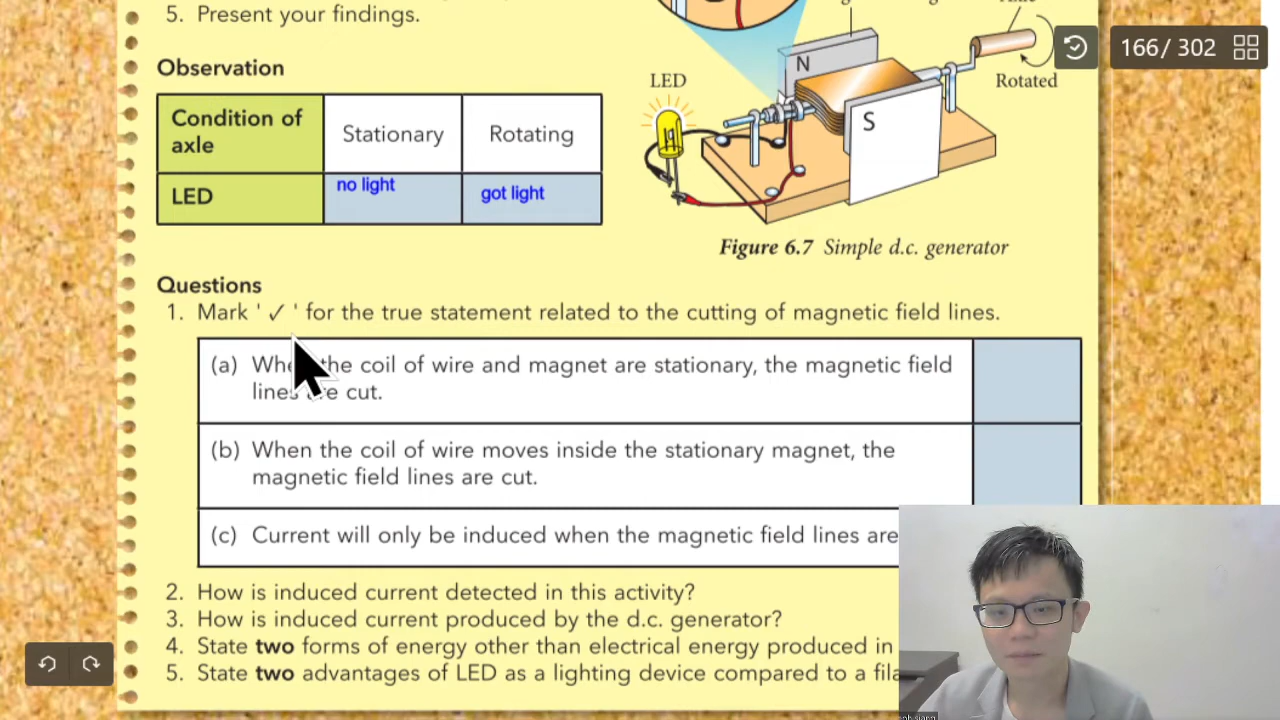 5. Present your findings.
166/ 302
Observation
LED
N
S
Rotated
Condition of
axle
Stationary
Rotating
LED
no light
got light
Figure 6.7 Simple d.c. generator
Questions
1. Mark ' ✓ ' for the true statement related to the cutting of magnetic field lines.
(a) When the coil of wire and magnet are stationary, the magnetic field
lines are cut.
(b) When the coil of wire moves inside the stationary magnet, the
magnetic field lines are cut.
(c) Current will only be induced when the magnetic field lines are
2. How is induced current detected in this activity?
3. How is induced current produced by the d.c. generator?
4. State two forms of energy other than electrical energy produced in
5. State two advantages of LED as a lighting device compared to a